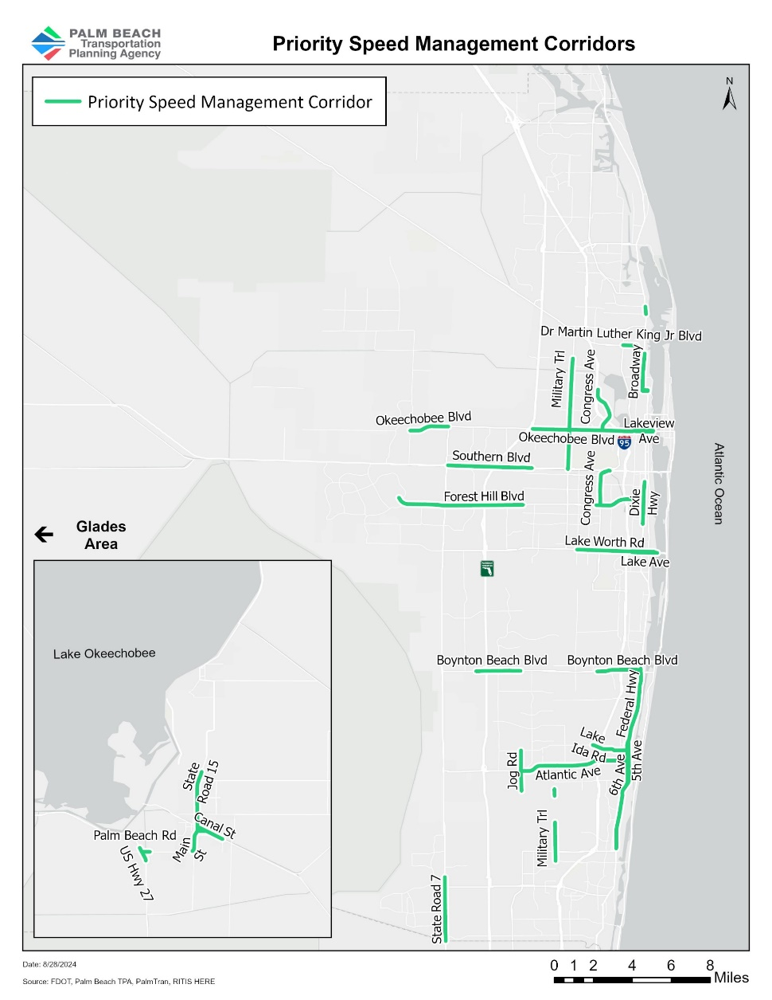 PALM BEACH
Transportation
Planning Agency
Priority Speed Management Corridors
Priority Speed Management Corridor
N
Dr Martin Luther King Jr Blvd
Military Trl
Congress Ave
Broadway
Okeechobee Blvd
Lakeview
Ave
Okeechobee Blvd
95
Southern Blvd
Congress Ave
Forest Hill Blvd
Dixie
Hwy
Atlantic Ocean
Glades
Area
Lake Worth Rd
Lake Ave
Lake Okeechobee
Boynton Beach Blvd
Boynton Beach Blvd
Federal Hwy
Lake
Ida Rd
Jog Rd
Atlantic Ave
6th Ave
5th Ave
State
Road 15
Canal St
Palm Beach Rd
Main
St
US Hwy 27
Military Trl
State Road 7
Date: 8/28/2024
Source: FDOT, Palm Beach TPA, PalmTran, RITIS HERE
0 1 2 4 6 8
Miles